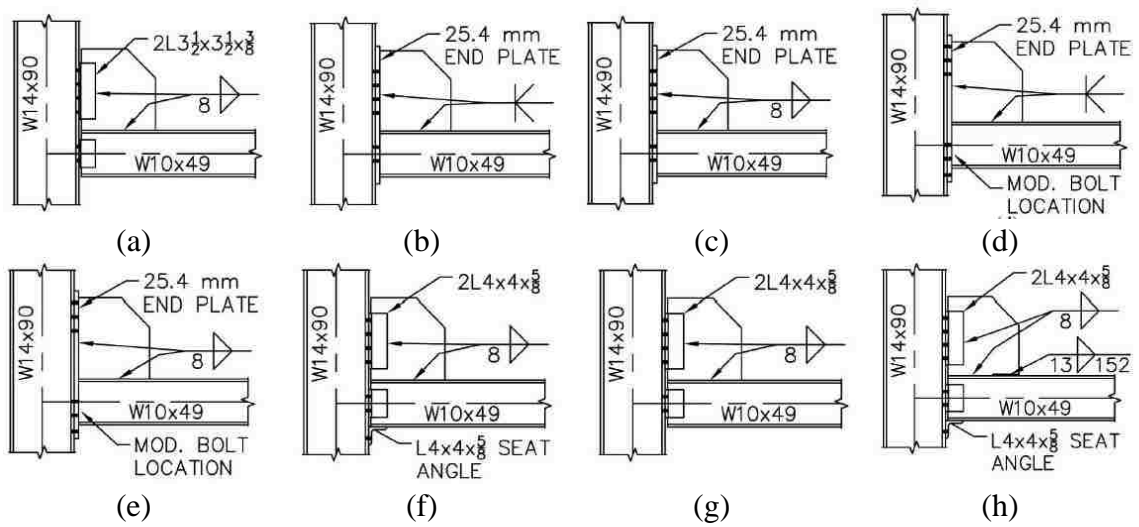 2L3½x3½x⅜
W14x90
8
W10x49
(a)
25.4 mm
END PLATE
W14x90
W10x49
(b)
25.4 mm
END PLATE
W14x90
8
W10x49
(c)
25.4 mm
END PLATE
W14x90
W10x49
MOD. BOLT
LOCATION
(d)
25.4 mm
END PLATE
W14x90
8
W10x49
MOD. BOLT
LOCATION
(e)
2L4x4x⅝
W14x90
8
W10x49
L4x4x⅝ SEAT
ANGLE
(f)
2L4x4x⅝
W14x90
8
W10x49
(g)
2L4x4x⅝
W14x90
8
13 152
W10x49
L4x4x⅝ SEAT
ANGLE
(h)